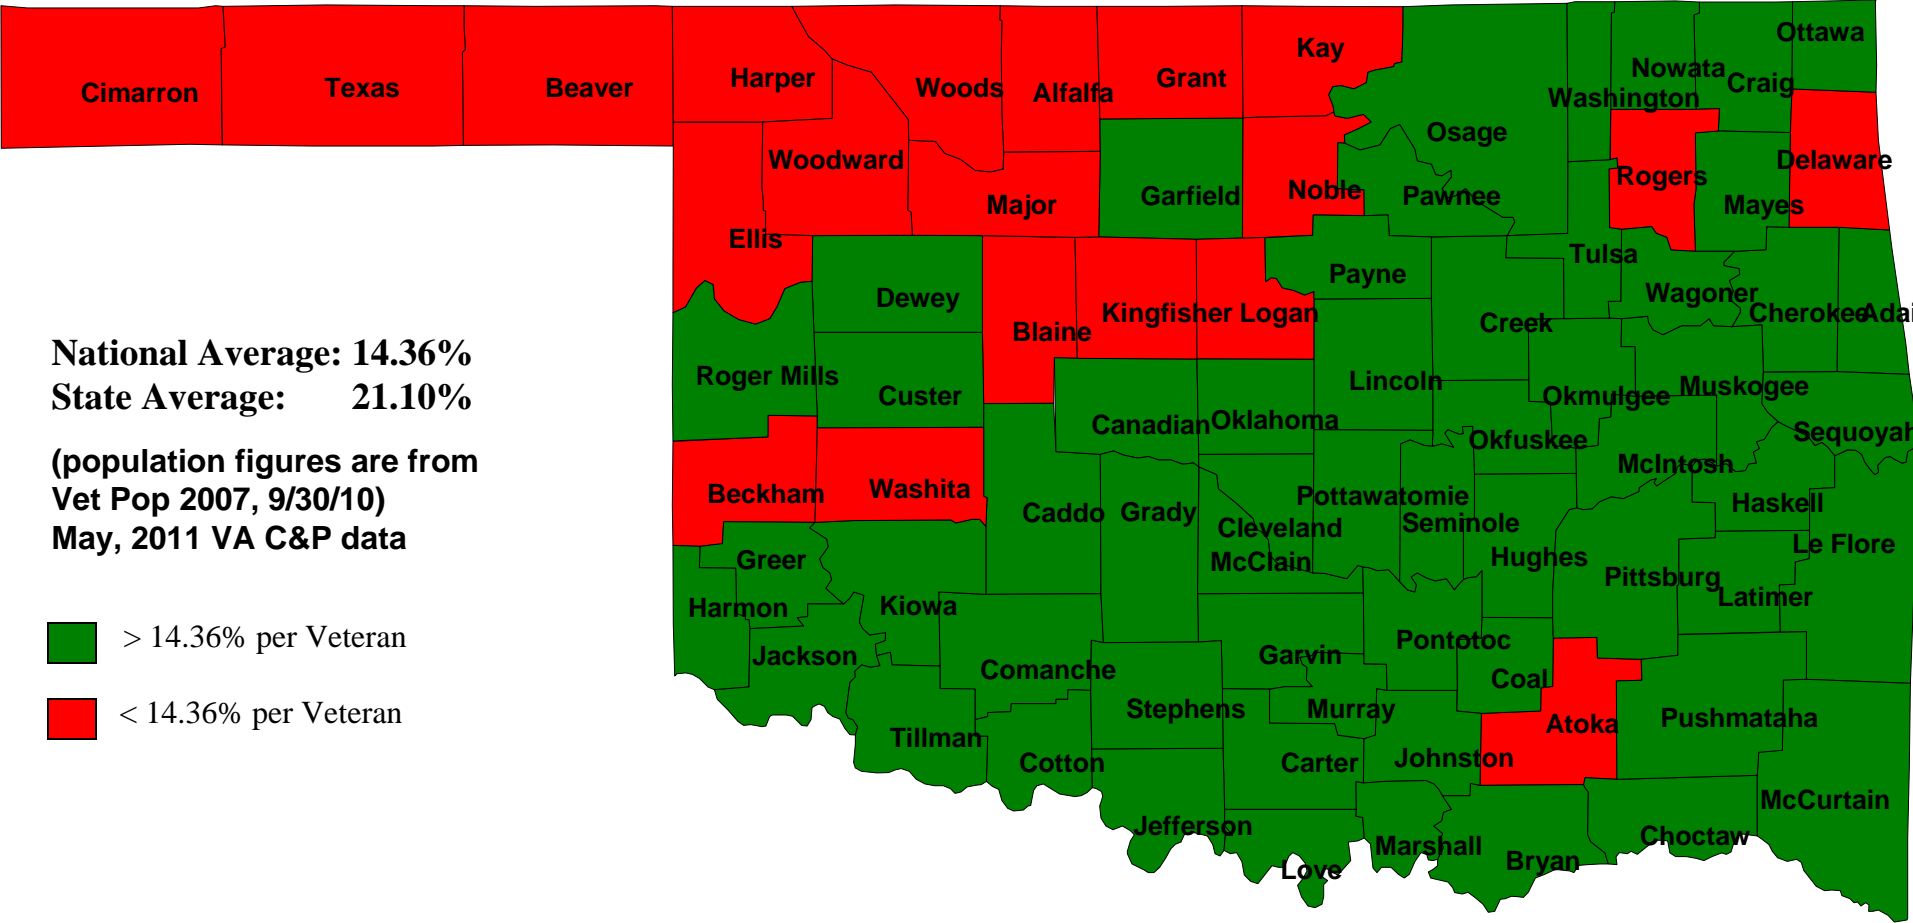 Ottawa
Kay
Nowata
Harper
Grant
Craig
Cimarron
Texas
Beaver
Woods
Alfalfa
Washington
Osage
Woodward
Delaware
Rogers
Noble
Garfield
Pawnee
Major
Mayes
Ellis
Tulsa
Payne
Dewey
Wagoner
Kingfisher Logan
Cherokee
Adai
Creek
Blaine
National Average: 14.36%
State Average: 21.10%
Roger Mills
Lincoln
Muskogee
Custer
Okmulgee
Oklahoma
Canadian
Sequoyah
Okfuskee
(population figures are from
Vet Pop 2007, 9/30/10)
May, 2011 VA C&P data
McIntosh
Beckham
Washita
Pottawatomie
Haskell
Caddo
Grady
Seminole
Cleveland
Le Flore
Hughes
Greer
McClain
Pittsburg
Latimer
Harmon
Kiowa
> 14.36% per Veteran
Pontotoc
Jackson
Garvin
Comanche
Coal
< 14.36% per Veteran
Stephens
Murray
Pushmataha
Atoka
Tillman
Johnston
Cotton
Carter
McCurtain
Jefferson
Choctaw
Marshall
Bryan
Love